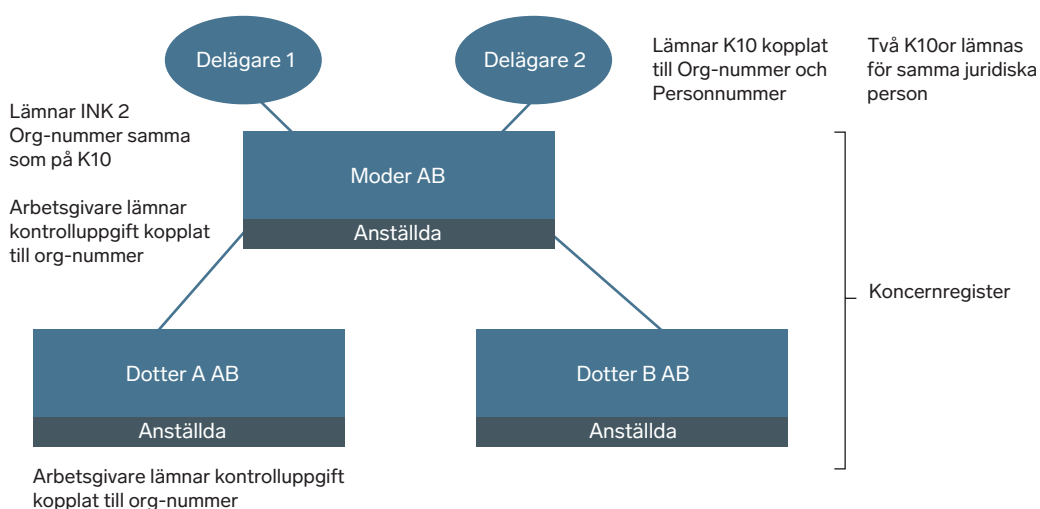 Delägare 1
Delägare 2
Lämnar K10 kopplat
till Org-nummer och
Personnummer
Två K10or lämnas
för samma juridiska
person
Lämnar INK 2
Org-nummer samma
som på K10
Moder AB
Anställda
Arbetsgivare lämnar
kontrolluppgift kopplat
till org-nummer
Koncernregister
Dotter A AB
Anställda
Dotter B AB
Anställda
Arbetsgivare lämnar kontrolluppgift
kopplat till org-nummer